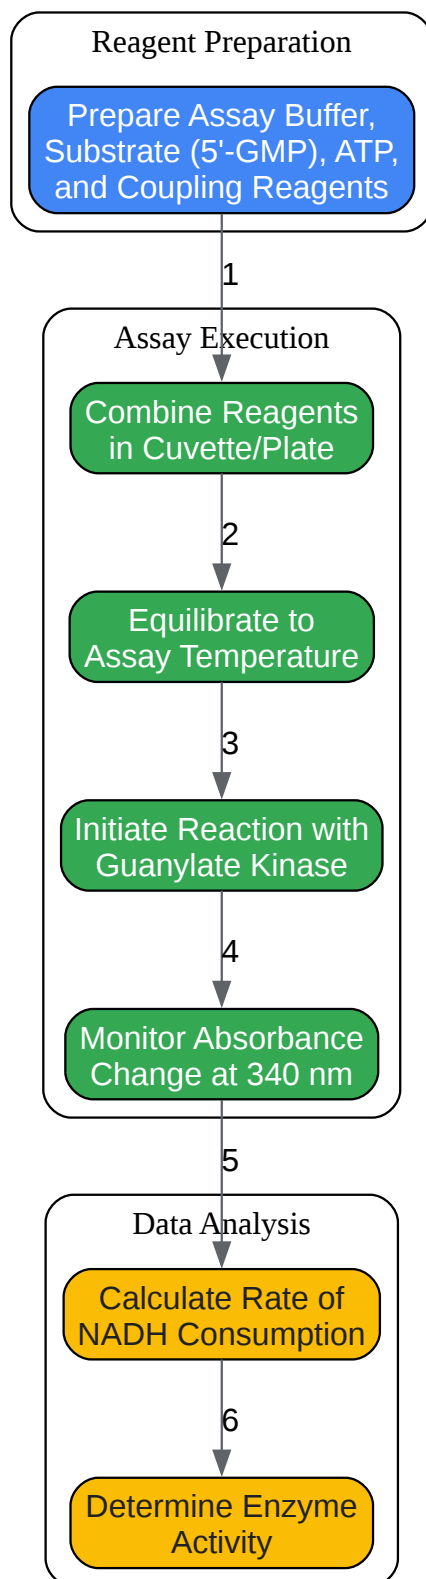 Reagent Preparation
Prepare Assay Buffer,
Substrate (5'-GMP), ATP,
and Coupling Reagents
1
Assay Execution
Combine Reagents
in Cuvette/Plate
2
Equilibrate to
Assay Temperature
3
Initiate Reaction with
Guanylate Kinase
4
Monitor Absorbance
Change at 340 nm
5
Data Analysis
Calculate Rate of
NADH Consumption
6
Determine Enzyme
Activity